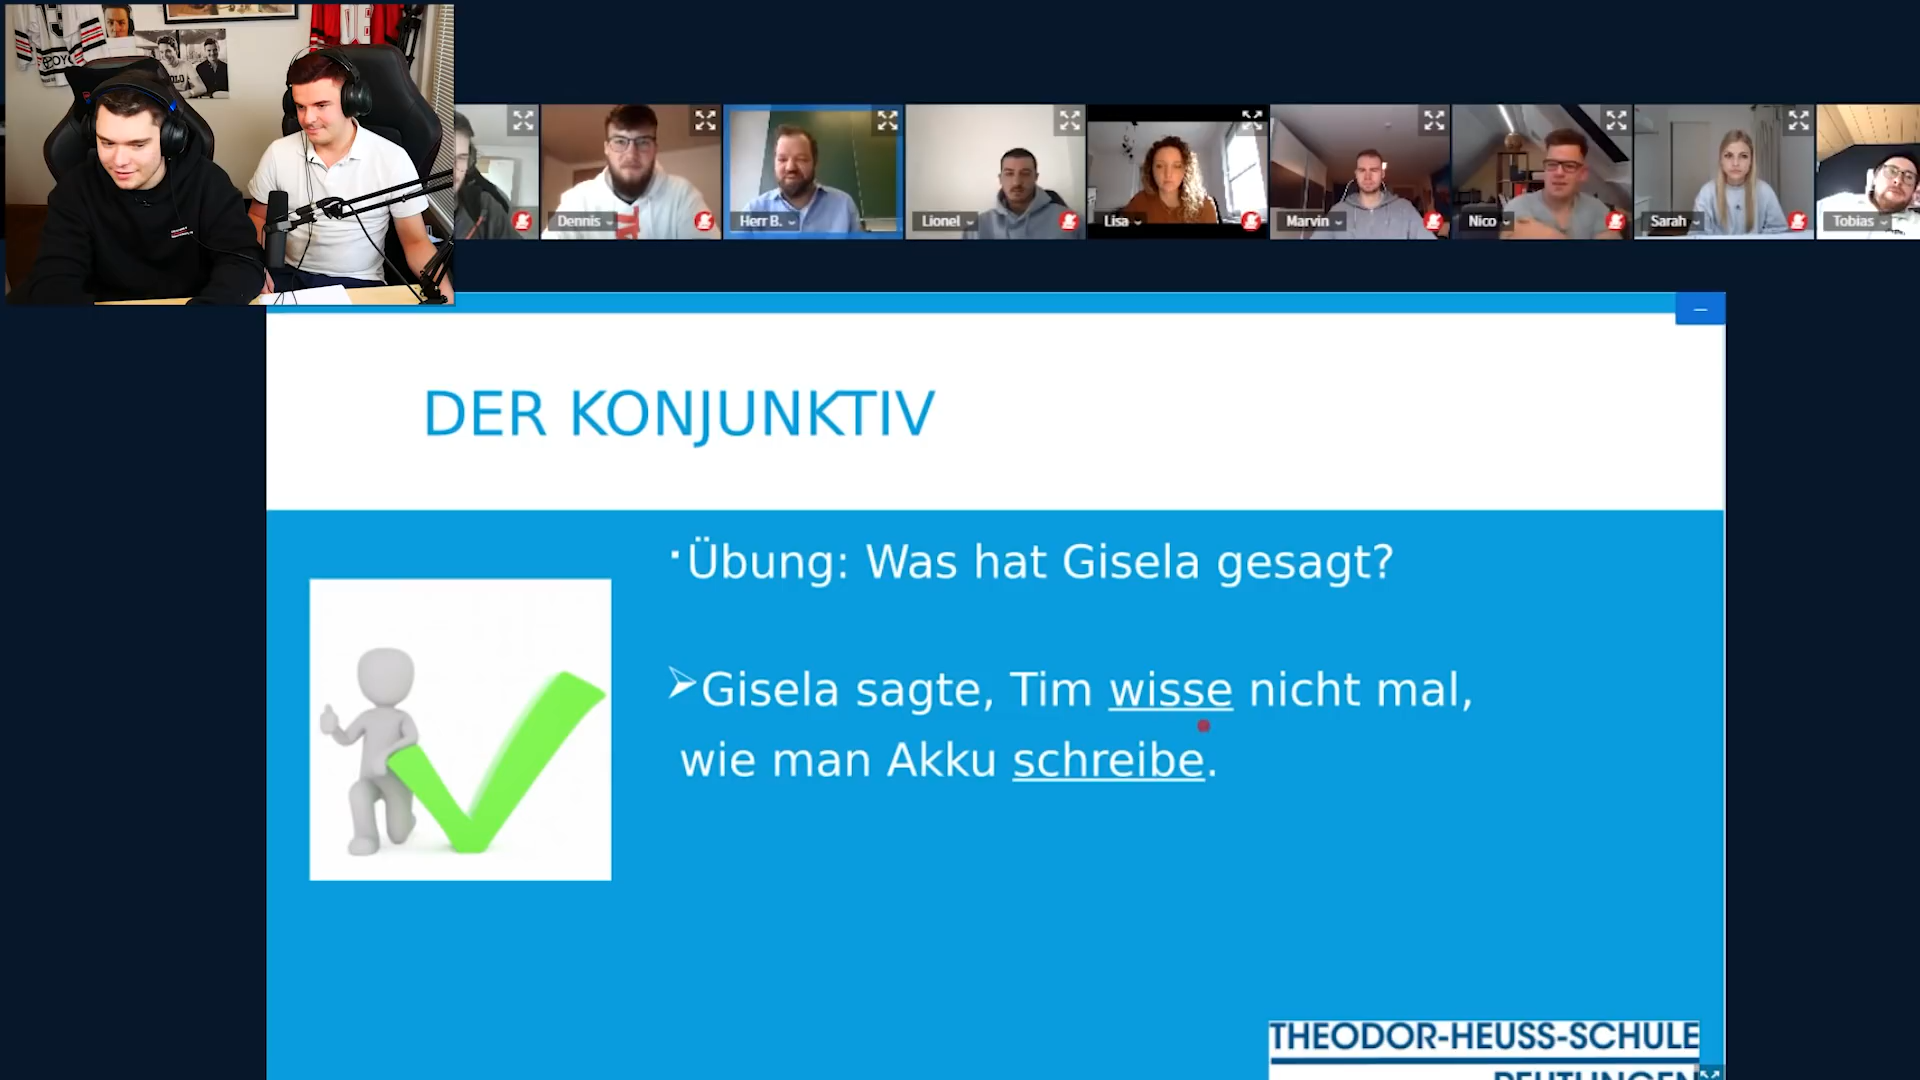 Dennis
Herr B.
Lionel
Lisa
Marvin
Nico
Sarah
Tobias
DER KONJUNKTIV
Übung: Was hat Gisela gesagt?
Gisela sagte, Tim wisse nicht mal,
wie man Akku schreibe.
THEODOR-HEUSS-SCHULE
REUTLINGEN